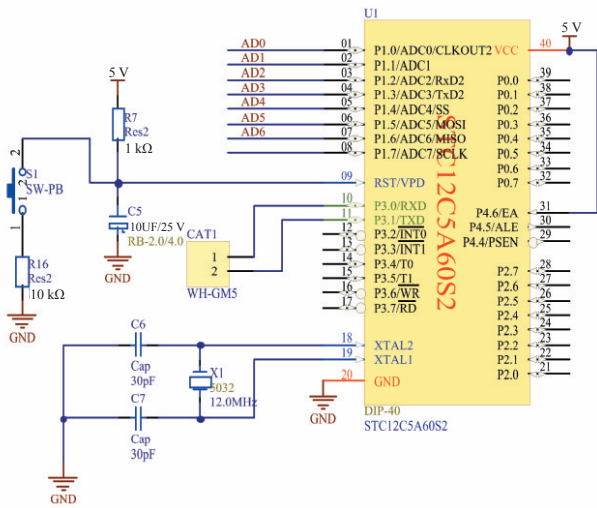 U1
5 V
AD0 01 P1.0/ADC0/CLKOUT2 VCC 40
AD1 02 P1.1/ADC1
AD2 03 P1.2/ADC2/RxD2 P0.0 39
AD3 04 P1.3/ADC3/TxD2 P0.1 38
AD4 05 P1.4/ADC4/SS P0.2 37
AD5 06 P1.5/ADC5/MOSI P0.3 36
AD6 07 P1.6/ADC6/MISO P0.4 35
08 P1.7/ADC7/SCLK P0.5 34
P0.6 33
09 RST/VPD P0.7 32
10 P3.0/RXD P4.6/EA 31
11 P3.1/TXD P4.5/ALE 30
12 P3.2/INT0 P4.4/PSEN 29
13 P3.3/INT1
14 P3.4/T0 P2.7 28
15 P3.5/T1 P2.6 27
16 P3.6/WR P2.5 26
17 P3.7/RD P2.4 25
P2.3 24
18 XTAL2 P2.2 23
19 XTAL1 P2.1 22
20 GND P2.0 21
STC12C5A60S2
DIP-40
STC12C5A60S2
5 V
R7
Res2
1 kΩ
2
S1
2
1
SW-PB
1
C5
10UF/25 V
RB-2.0/4.0
GND
R16
Res2
10 kΩ
GND
CAT1
1
2
WH-GM5
C6
Cap
30pF
X1
5032
12.0MHz
C7
Cap
30pF
GND
GND